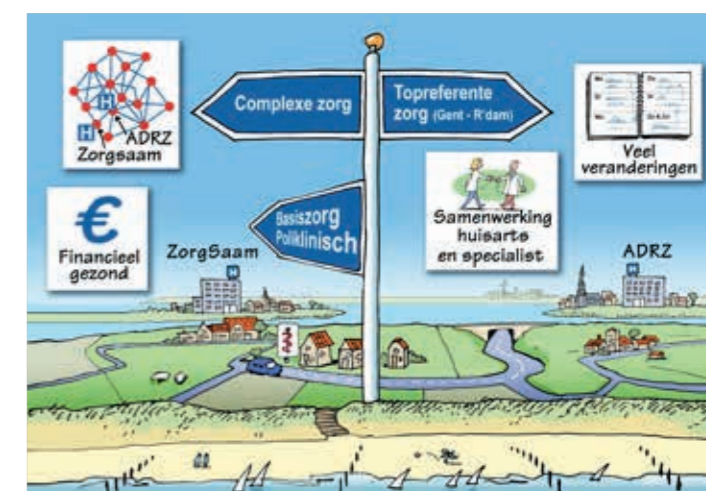 H
H
ADRZ
Zorgsaam
Complexe zorg
Topreferente
zorg (Gent - R'dam)
Veel
veranderingen
€
Financieel
gezond
Basiszorg
Poliklinisch
Samenwerking
huisarts
en specialist
ZorgSaam
H
ADRZ
H